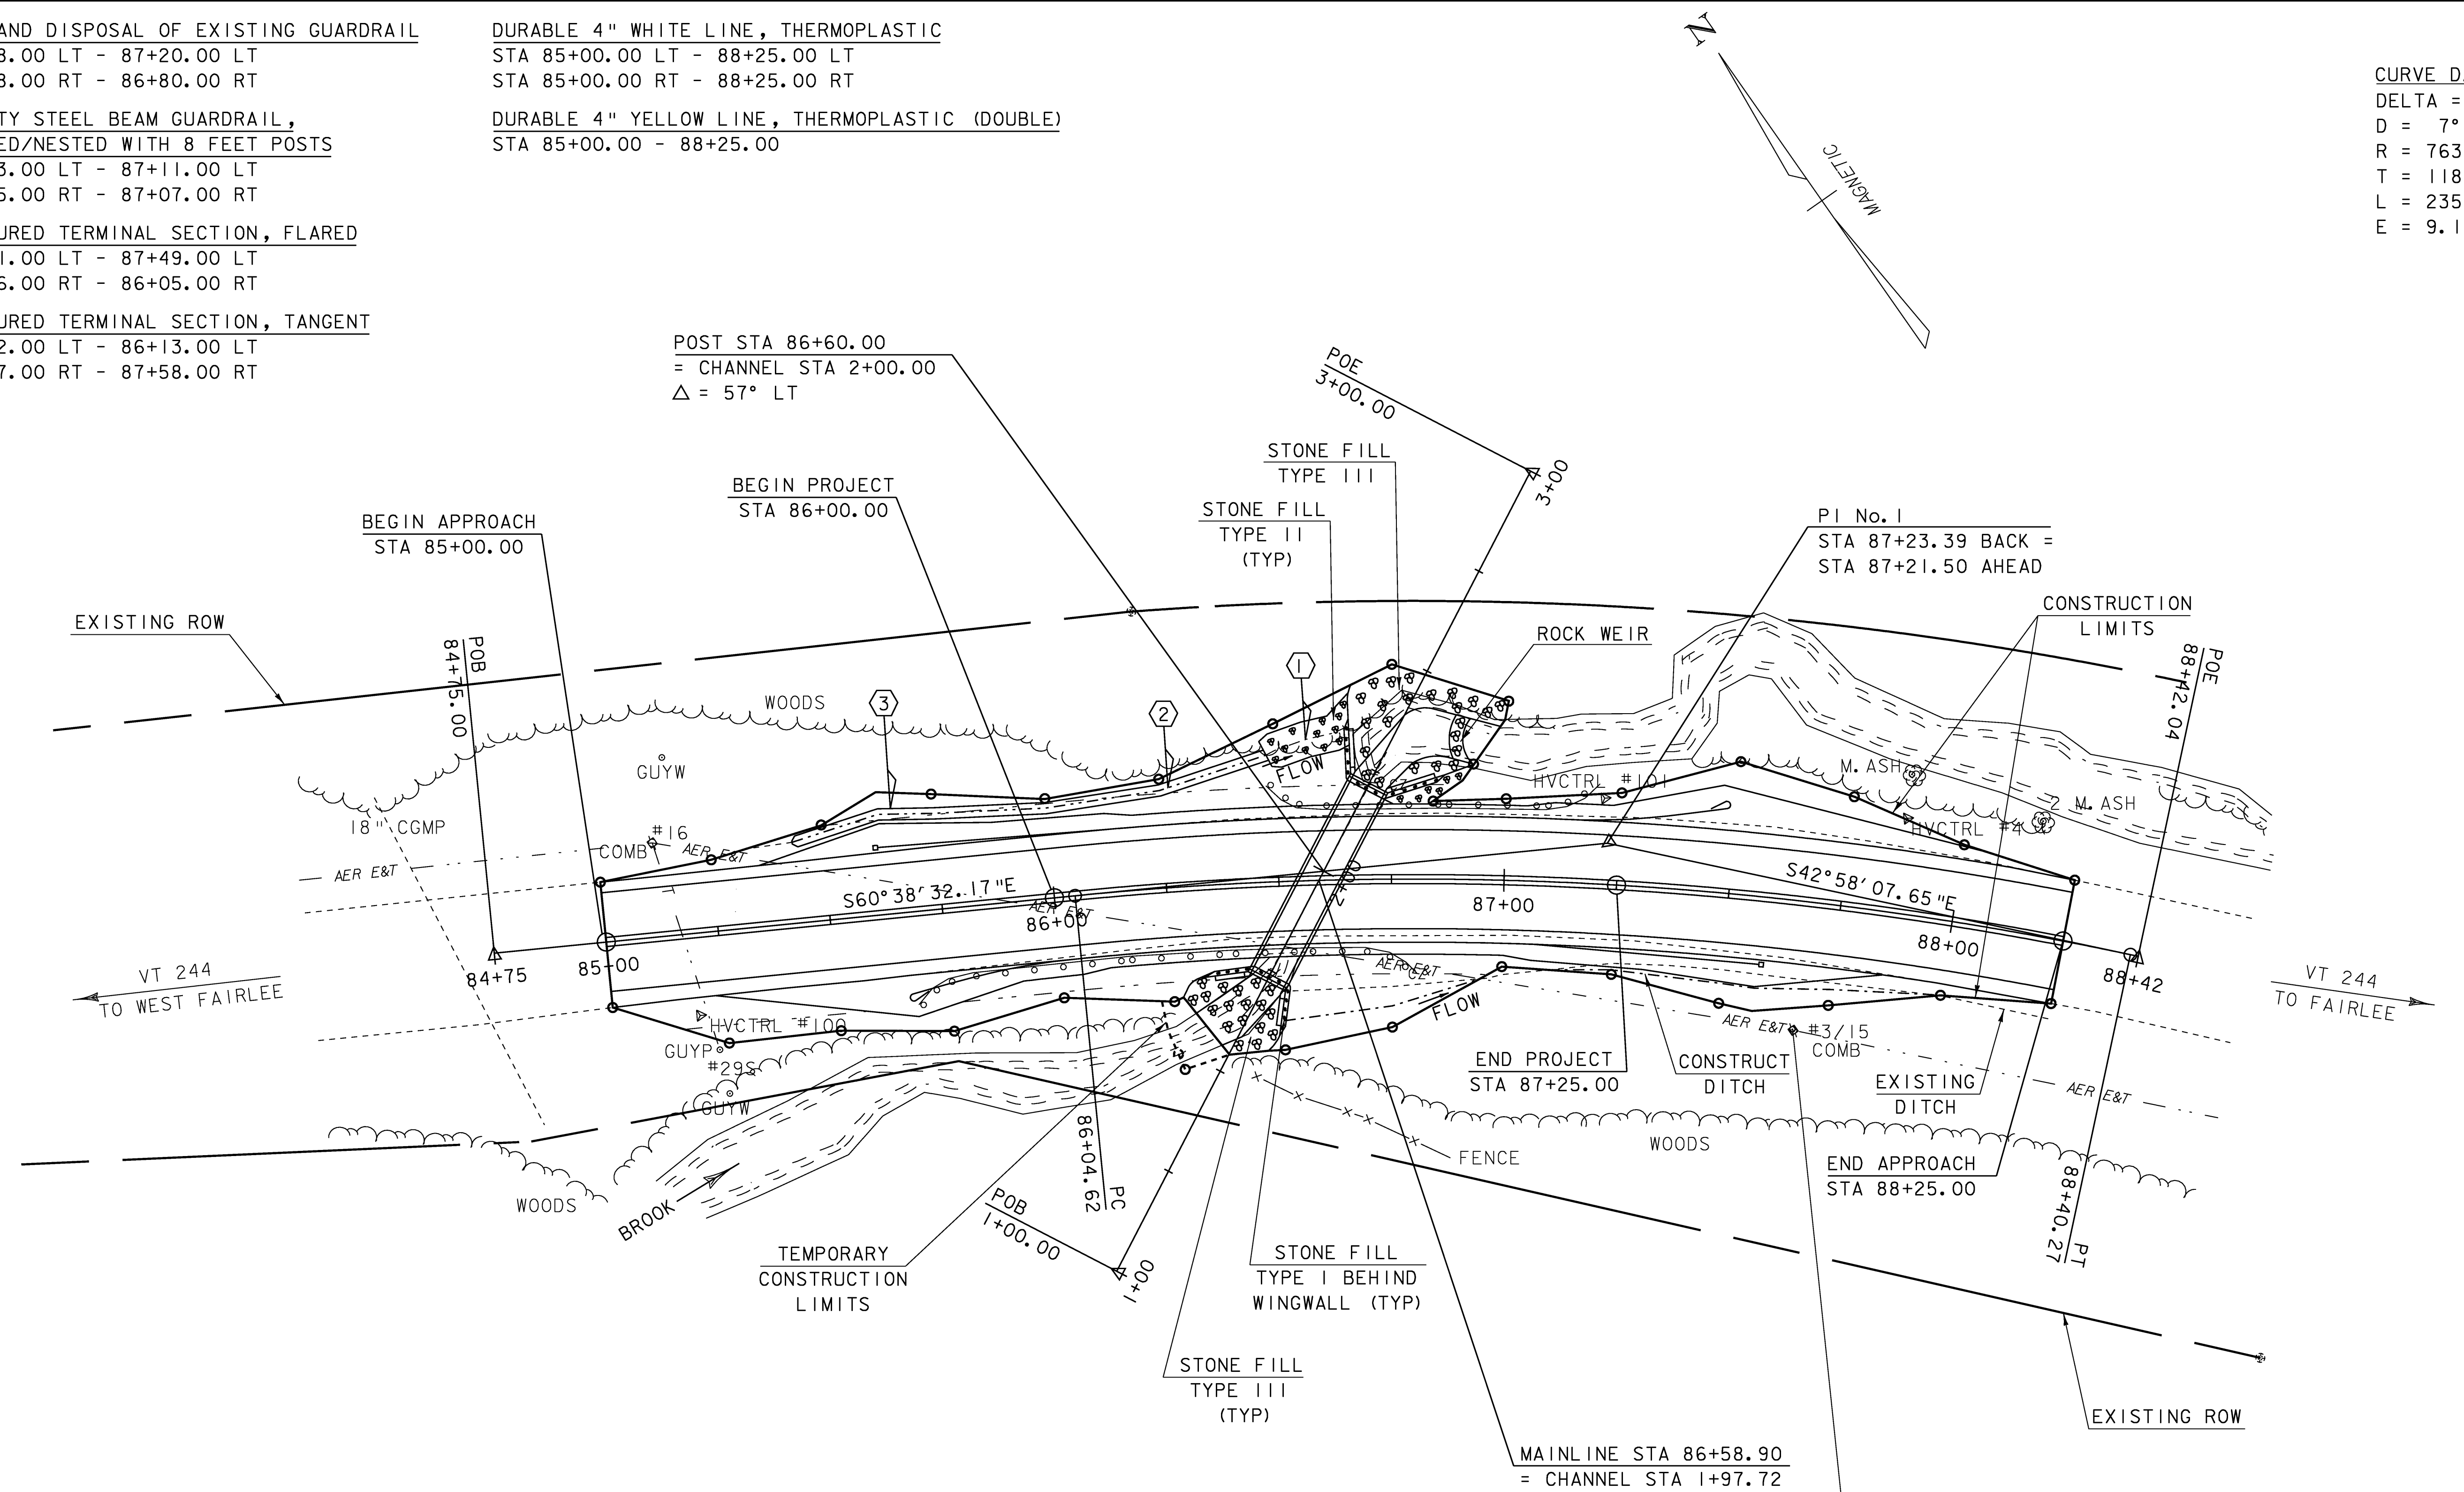 AND DISPOSAL OF EXISTING GUARDRAIL
8.00 LT - 87+20.00 LT
8.00 RT - 86+80.00 RT
TY STEEL BEAM GUARDRAIL,
ED/NESTED WITH 8 FEET POSTS
3.00 LT - 87+11.00 LT
5.00 RT - 87+07.00 RT
URED TERMINAL SECTION, FLARED
1.00 LT - 87+49.00 LT
6.00 RT - 86+05.00 RT
URED TERMINAL SECTION, TANGENT
2.00 LT - 86+13.00 LT
7.00 RT - 87+58.00 RT
DURABLE 4" WHITE LINE, THERMOPLASTIC
STA 85+00.00 LT - 88+25.00 LT
STA 85+00.00 RT - 88+25.00 RT
DURABLE 4" YELLOW LINE, THERMOPLASTIC (DOUBLE)
STA 85+00.00 - 88+25.00
N
MAGNETIC
CURVE D
DELTA =
D = 7°
R = 763
T = 118
L = 235
E = 9.1
POST STA 86+60.00
= CHANNEL STA 2+00.00
△ = 57° LT
POE
3+00.00
3+00
STONE FILL
TYPE III
STONE FILL
TYPE II
(TYP)
BEGIN PROJECT
STA 86+00.00
BEGIN APPROACH
STA 85+00.00
PI No.1
STA 87+23.39 BACK =
STA 87+21.50 AHEAD
CONSTRUCTION
LIMITS
EXISTING ROW
ROCK WEIR
POB
84+75.00
POE
88+42.04
WOODS
1
2
3
GUYW
FLOW
HVCTRL #101
M. ASH
2 M. ASH
HVCTRL #4
18" CGMP
#16
COMB
AER E&T
AER E&T
S60°38'32.17"E
S42°58'07.65"E
AER E&T
86+00
2+00
87+00
88+00
84+75
85+00
88+42
VT 244
TO WEST FAIRLEE
VT 244
TO FAIRLEE
AER E&T
HVCTRL #100
FLOW
AER E&T
#3/15
COMB
GUYP
#29S
GUYW
END PROJECT
STA 87+25.00
CONSTRUCT
DITCH
EXISTING
DITCH
AER E&T
WOODS
FENCE
PC
86+04.62
END APPROACH
STA 88+25.00
PT
88+40.27
WOODS
BROOK
POB
1+00.00
1+00
TEMPORARY
CONSTRUCTION
LIMITS
STONE FILL
TYPE I BEHIND
WINGWALL (TYP)
STONE FILL
TYPE III
(TYP)
EXISTING ROW
MAINLINE STA 86+58.90
= CHANNEL STA 1+97.72